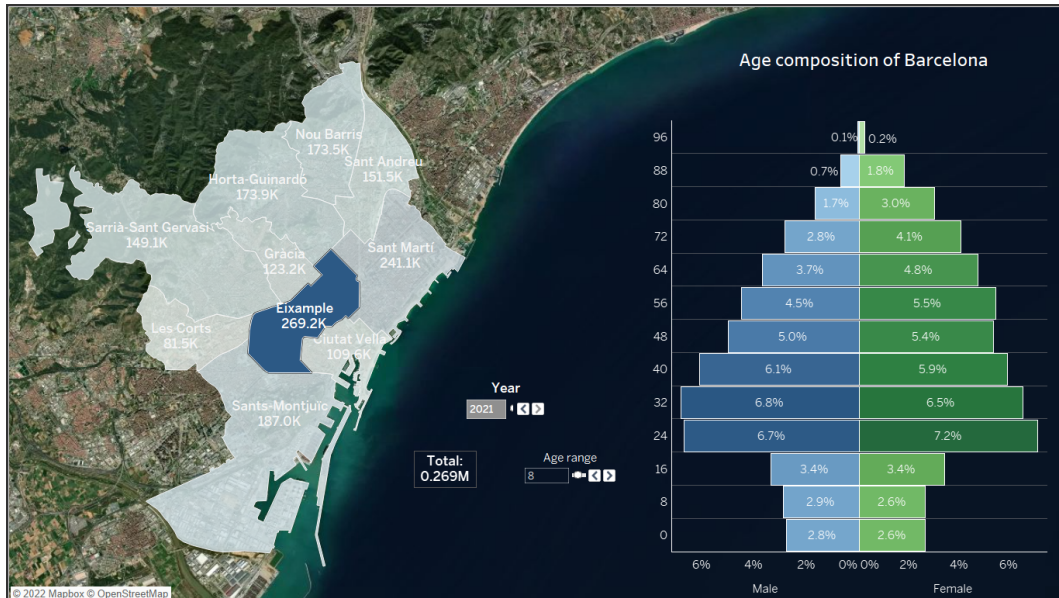 Age composition of Barcelona
Nou Barris
173.5K
Sant Andreu
151.5K
Horta-Guinardó
173.9K
Sarrià-Sant Gervasi
149.1K
Sant Martí
241.1K
Gràcia
123.2K
Eixample
269.2K
Les Corts
81.5K
Ciutat Vella
109.6K
Sants-Montjuïc
187.0K
Year
2021
Total:
0.269M
Age range
8
96 0.1% 0.2%
88 0.7% 1.8%
80 1.7% 3.0%
72 2.8% 4.1%
64 3.7% 4.8%
56 4.5% 5.5%
48 5.0% 5.4%
40 6.1% 5.9%
32 6.8% 6.5%
24 6.7% 7.2%
16 3.4% 3.4%
8 2.9% 2.6%
0 2.8% 2.6%
6% 4% 2% 0% 0% 2% 4% 6%
Male Female
© 2022 Mapbox © OpenStreetMap